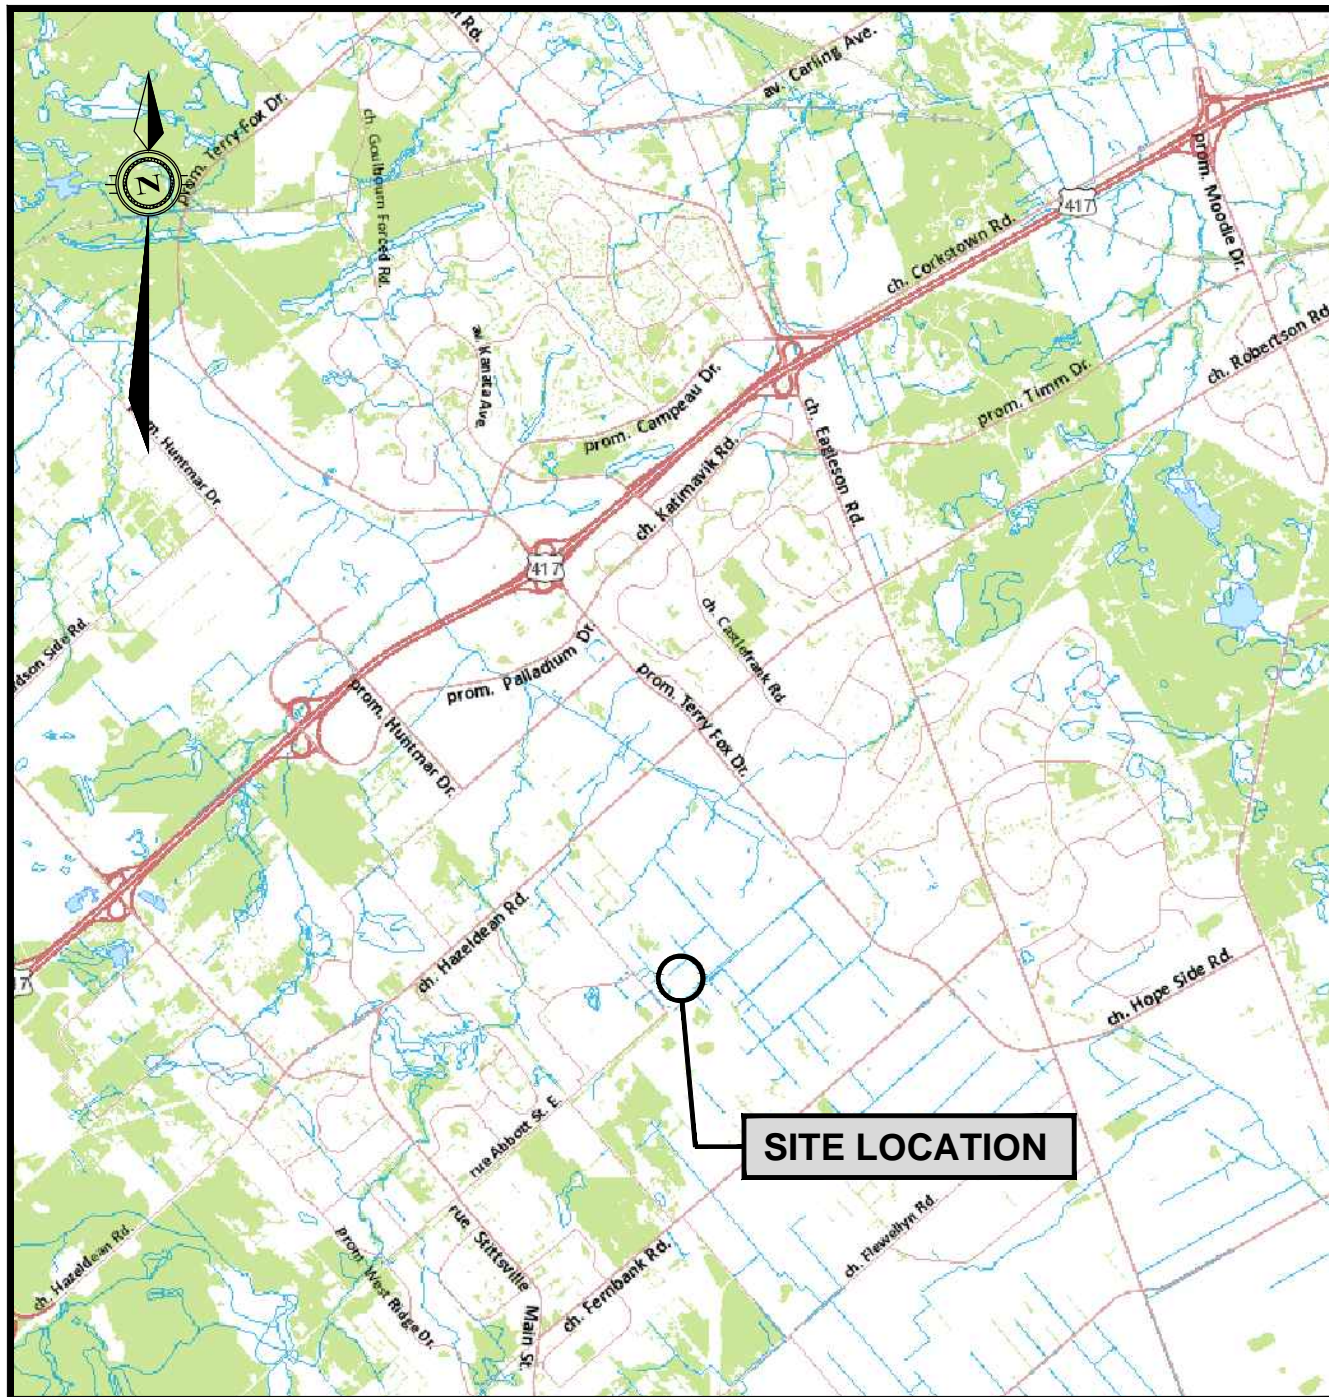 or Rd.
av. Carling Ave.
prom. Terry Fox Dr.
ch. Goulbourn Forced Rd.
N
417
prom. Moodie Dr.
ch. Corkstown Rd.
ch. Robertson Rd.
av. Kanata Ave.
prom. Campeau Dr.
prom. Timm Dr.
ch. Eagleson Rd.
ch. Katimavik Rd.
om. Huntmar Dr.
417
ch. Castlefrank Rd.
dson Side Rd.
prom. Palladium Dr.
prom. Huntmar Dr.
prom. Terry Fox Dr.
ch. Hazeldean Rd.
17
ch. Hope Side Rd.
rue Abbott St. E.
SITE LOCATION
ch. Hazeldean Rd.
prom. West Ridge Dr.
rue. Stittsville Main St.
ch. Fernbank Rd.
ch. Flewellyn Rd.